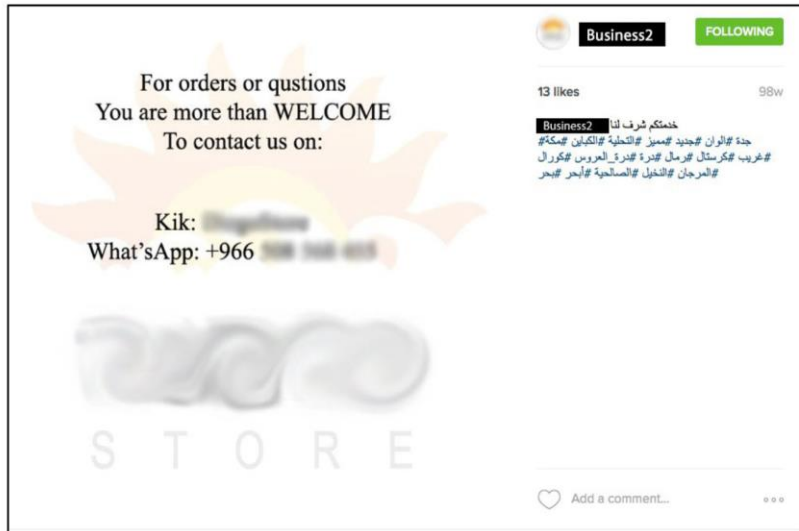 For orders or qustions
You are more than WELCOME
To contact us on:
Kik:
What'sApp: +966
S T O R E
Business2
FOLLOWING
13 likes
98w
Business2 خدمتكم شرف لنا
#جدة #الوان #جديد #مميز #التحلية #الكباين #مكة
#غريب #كرستال #رمال #درة #درة_العروس #كورال
#المرجان #النخيل #الصالحية #أبحر #بحر
Add a comment...